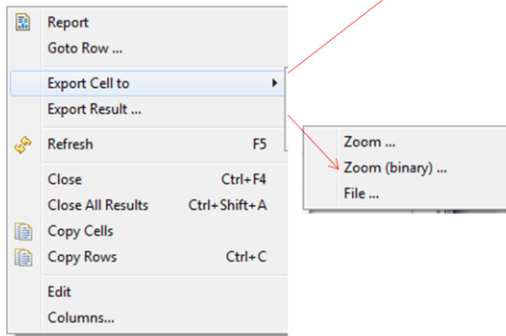 Report
Goto Row ...
Export Cell to
Export Result ...
Refresh F5
Close Ctrl+F4
Close All Results Ctrl+Shift+A
Copy Cells
Copy Rows Ctrl+C
Edit
Columns...
Zoom ...
Zoom (binary) ...
File ...